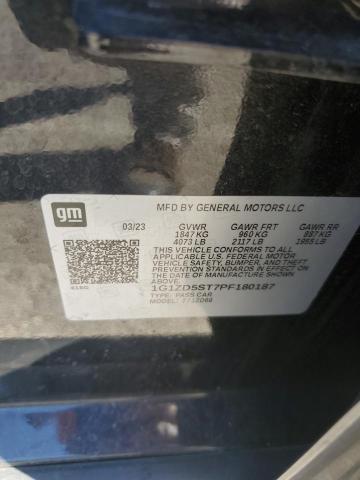 gm
MFD BY GENERAL MOTORS LLC
03/23 GVWR GAWR FRT GAWR RR
1847 KG 960 KG 887 KG
4073 LB 2117 LB 1955 LB
THIS VEHICLE CONFORMS TO ALL
APPLICABLE U.S. FEDERAL MOTOR
VEHICLE SAFETY, BUMPER, AND THEFT
PREVENTION STANDARDS IN EFFECT ON
THE DATE OF MANUFACTURE SHOWN
ABOVE.
1G1ZD5ST7PF180187
TYPE: PASS CAR
MODEL: